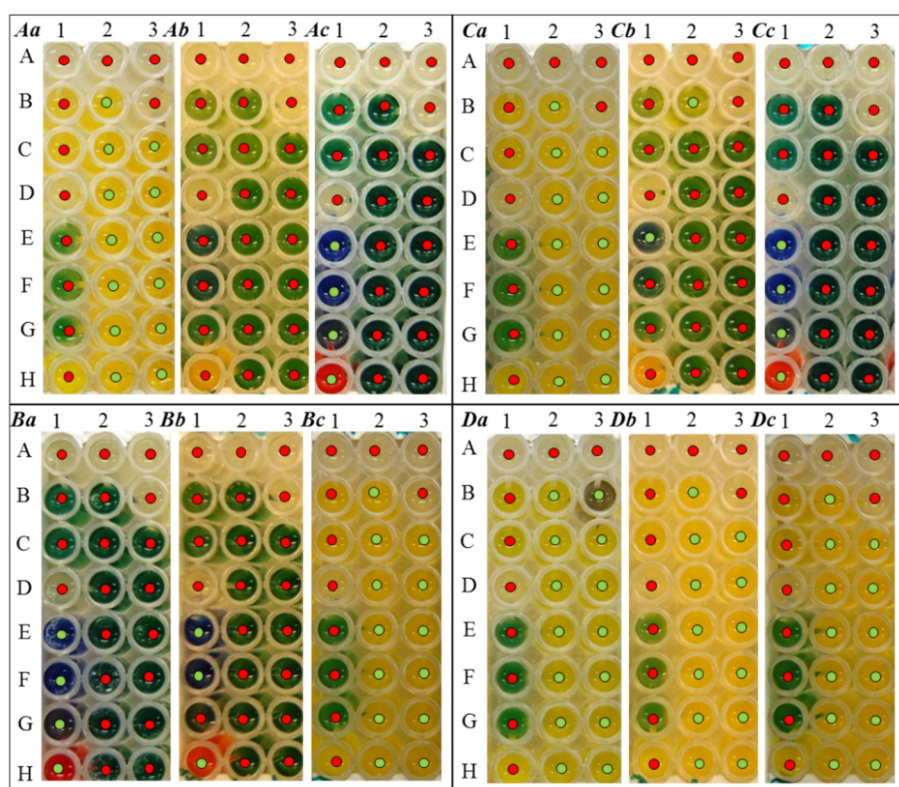 Aa 1 2 3 Ab 1 2 3 Ac 1 2 3
A
B
C
D
E
F
G
H
Ca 1 2 3 Cb 1 2 3 Cc 1 2 3
A
B
C
D
E
F
G
H
Ba 1 2 3 Bb 1 2 3 Bc 1 2 3
A
B
C
D
E
F
G
H
Da 1 2 3 Db 1 2 3 Dc 1 2 3
A
B
C
D
E
F
G
H